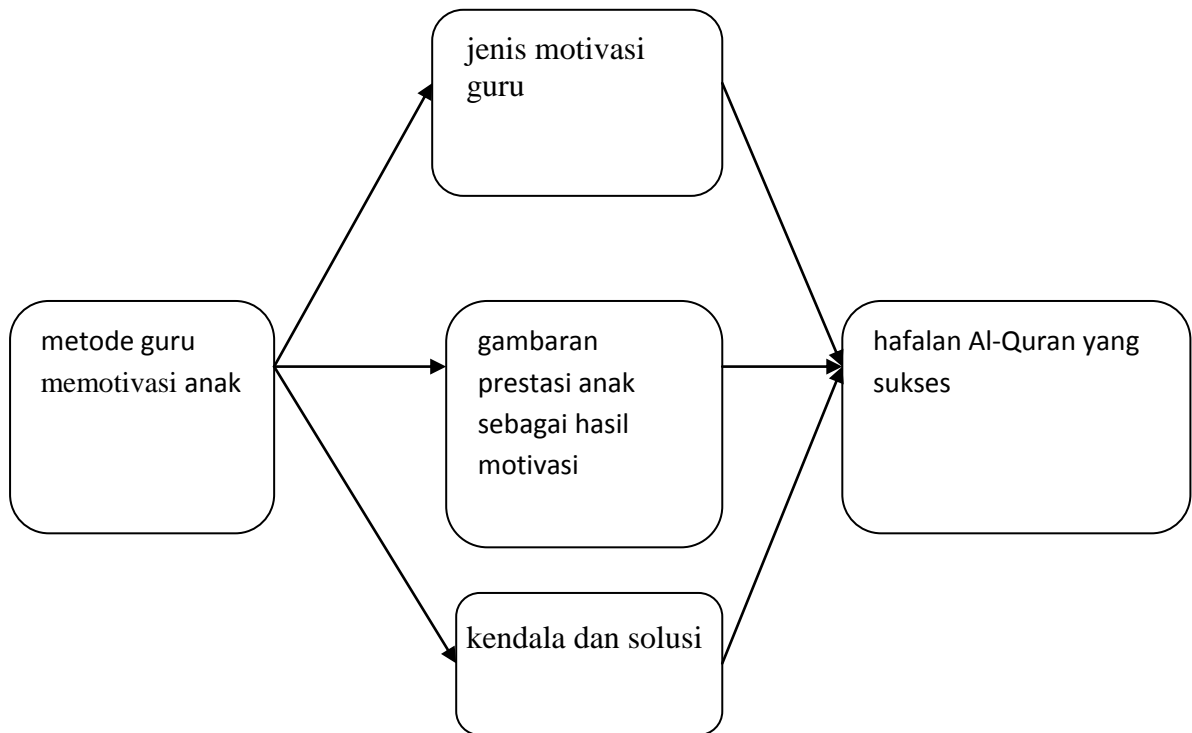 jenis motivasi
guru
metode guru
memotivasi anak
gambaran
prestasi anak
sebagai hasil
motivasi
hafalan Al-Quran yang
sukses
kendala dan solusi